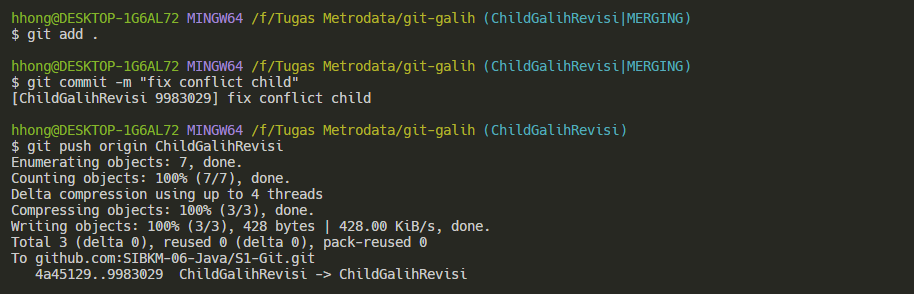 hhong@DESKTOP-1G6AL72 MINGW64 /f/Tugas Metrodata/git-galih (ChildGalihRevisi|MERGING)
$ git add .
hhong@DESKTOP-1G6AL72 MINGW64 /f/Tugas Metrodata/git-galih (ChildGalihRevisi|MERGING)
$ git commit -m "fix conflict child"
[ChildGalihRevisi 9983029] fix conflict child
hhong@DESKTOP-1G6AL72 MINGW64 /f/Tugas Metrodata/git-galih (ChildGalihRevisi)
$ git push origin ChildGalihRevisi
Enumerating objects: 7, done.
Counting objects: 100% (7/7), done.
Delta compression using up to 4 threads
Compressing objects: 100% (3/3), done.
Writing objects: 100% (3/3), 428 bytes | 428.00 KiB/s, done.
Total 3 (delta 0), reused 0 (delta 0), pack-reused 0
To github.com:SIBKM-06-Java/S1-Git.git
   4a45129..9983029  ChildGalihRevisi -> ChildGalihRevisi